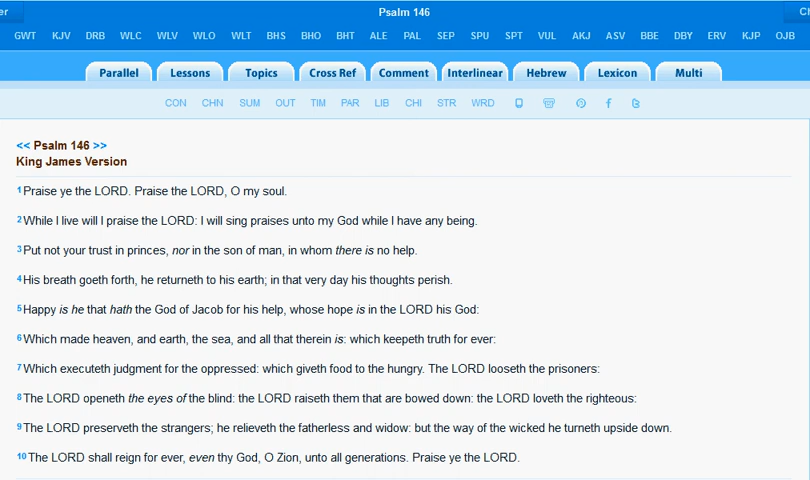 er
Psalm 146
Ch
GWT KJV DRB WLC WLV WLO WLT BHS BHO BHT ALE PAL SEP SPU SPT VUL AKJ ASV BBE DBY ERV KJP OJB
Parallel Lessons Topics Cross Ref Comment Interlinear Hebrew Lexicon Multi
CON CHN SUM OUT TIM PAR LIB CHI STR WRD
<< Psalm 146 >>
King James Version
1 Praise ye the LORD. Praise the LORD, O my soul.
2 While I live will I praise the LORD: I will sing praises unto my God while I have any being.
3 Put not your trust in princes, nor in the son of man, in whom there is no help.
4 His breath goeth forth, he returneth to his earth; in that very day his thoughts perish.
5 Happy is he that hath the God of Jacob for his help, whose hope is in the LORD his God:
6 Which made heaven, and earth, the sea, and all that therein is: which keepeth truth for ever:
7 Which executeth judgment for the oppressed: which giveth food to the hungry. The LORD looseth the prisoners:
8 The LORD openeth the eyes of the blind: the LORD raiseth them that are bowed down: the LORD loveth the righteous:
9 The LORD preserveth the strangers; he relieveth the fatherless and widow: but the way of the wicked he turneth upside down.
10 The LORD shall reign for ever, even thy God, O Zion, unto all generations. Praise ye the LORD.